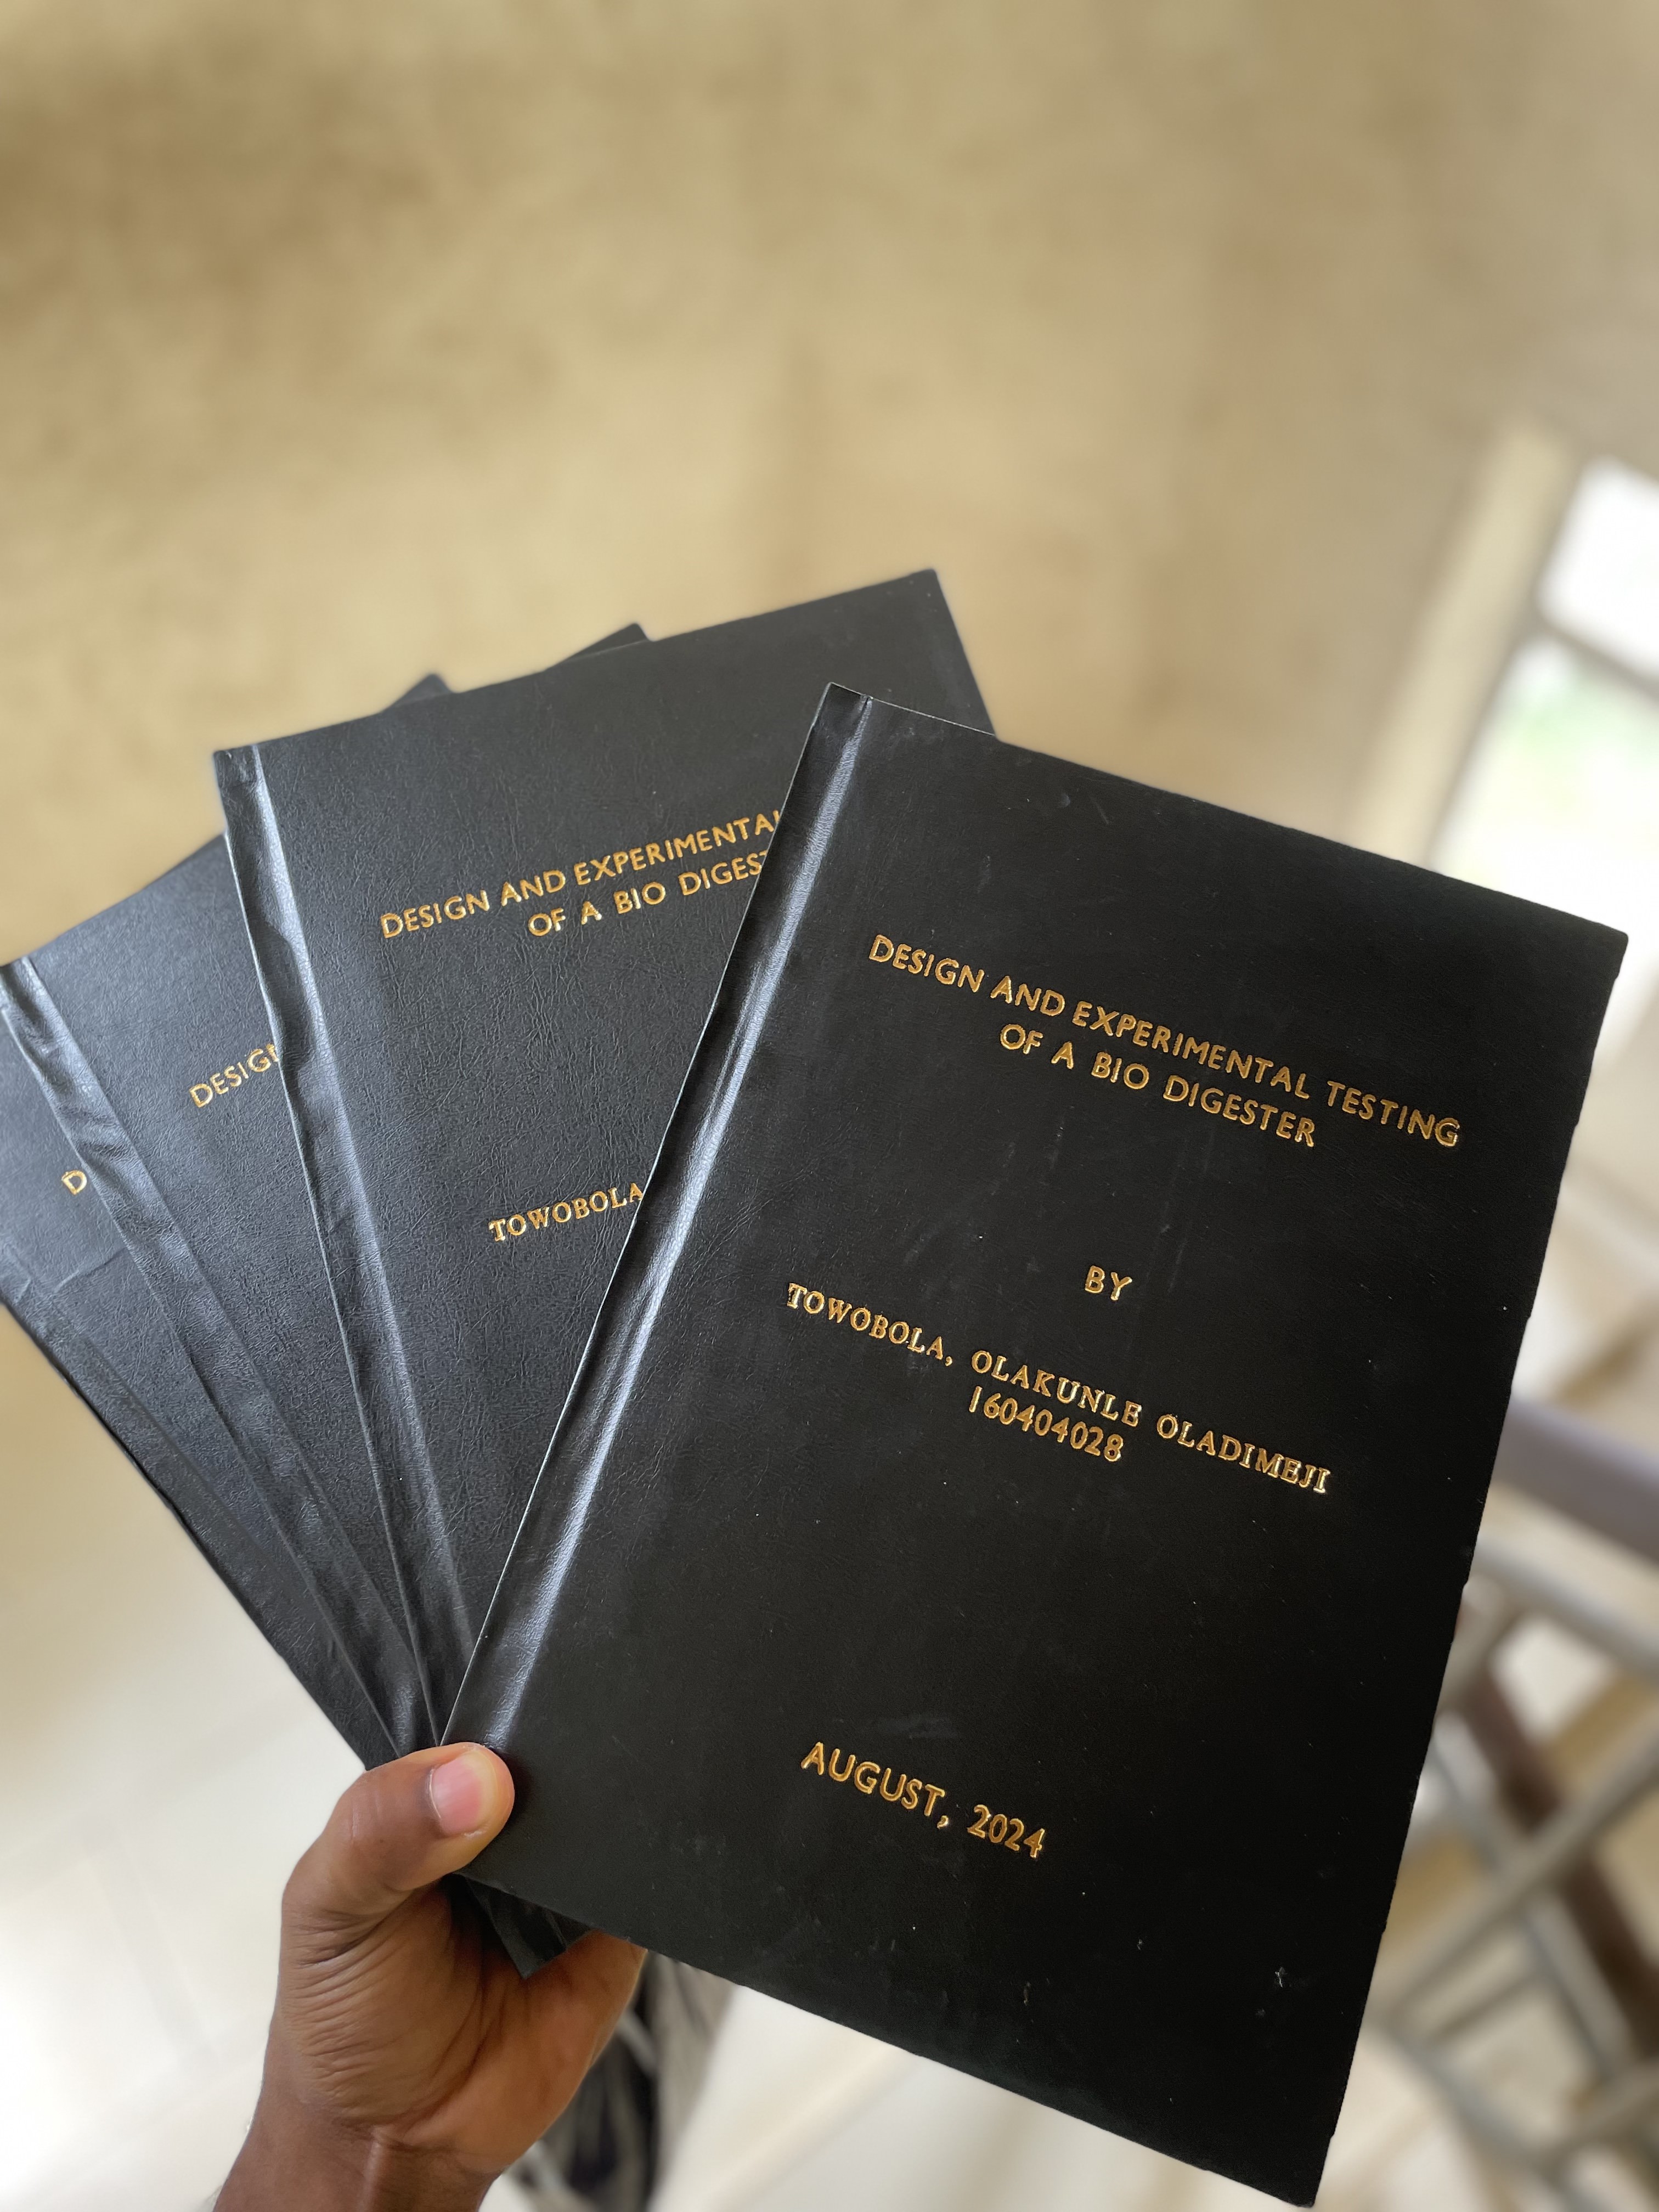 D
DESIGN
DESIGN AND EXPERIMENTAL
OF A BIO DIGEST
TOWOBOLA
DESIGN AND EXPERIMENTAL TESTING
OF A BIO DIGESTER
BY
TOWOBOLA, OLAKUNLE OLADIMEJI
160404028
AUGUST, 2024